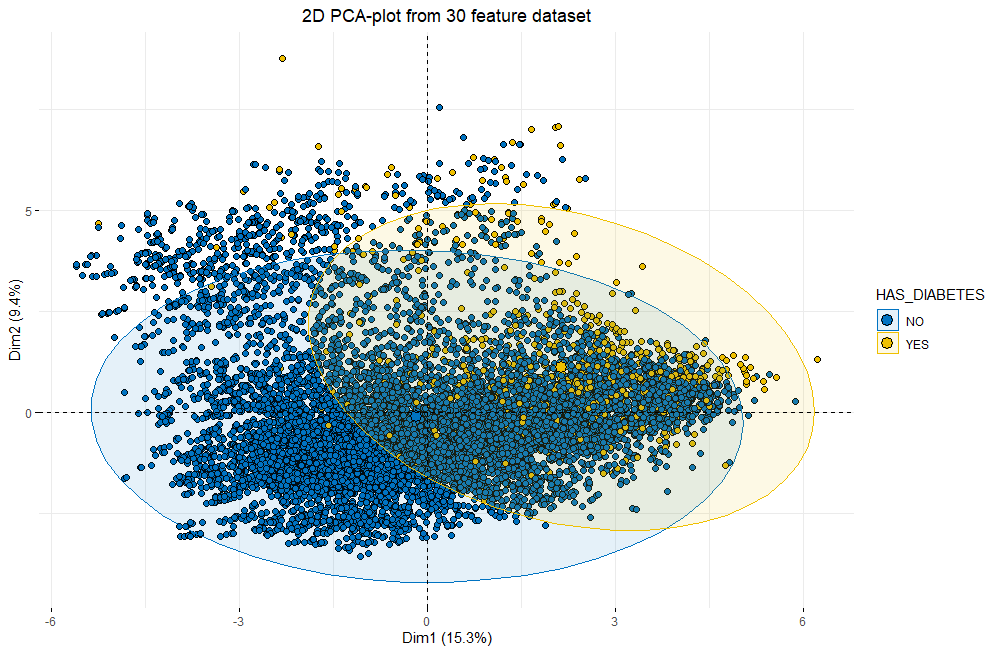 2D PCA-plot from 30 feature dataset
5
0
-6
-3
0
3
6
Dim1 (15.3%)
Dim2 (9.4%)
HAS_DIABETES
NO
YES